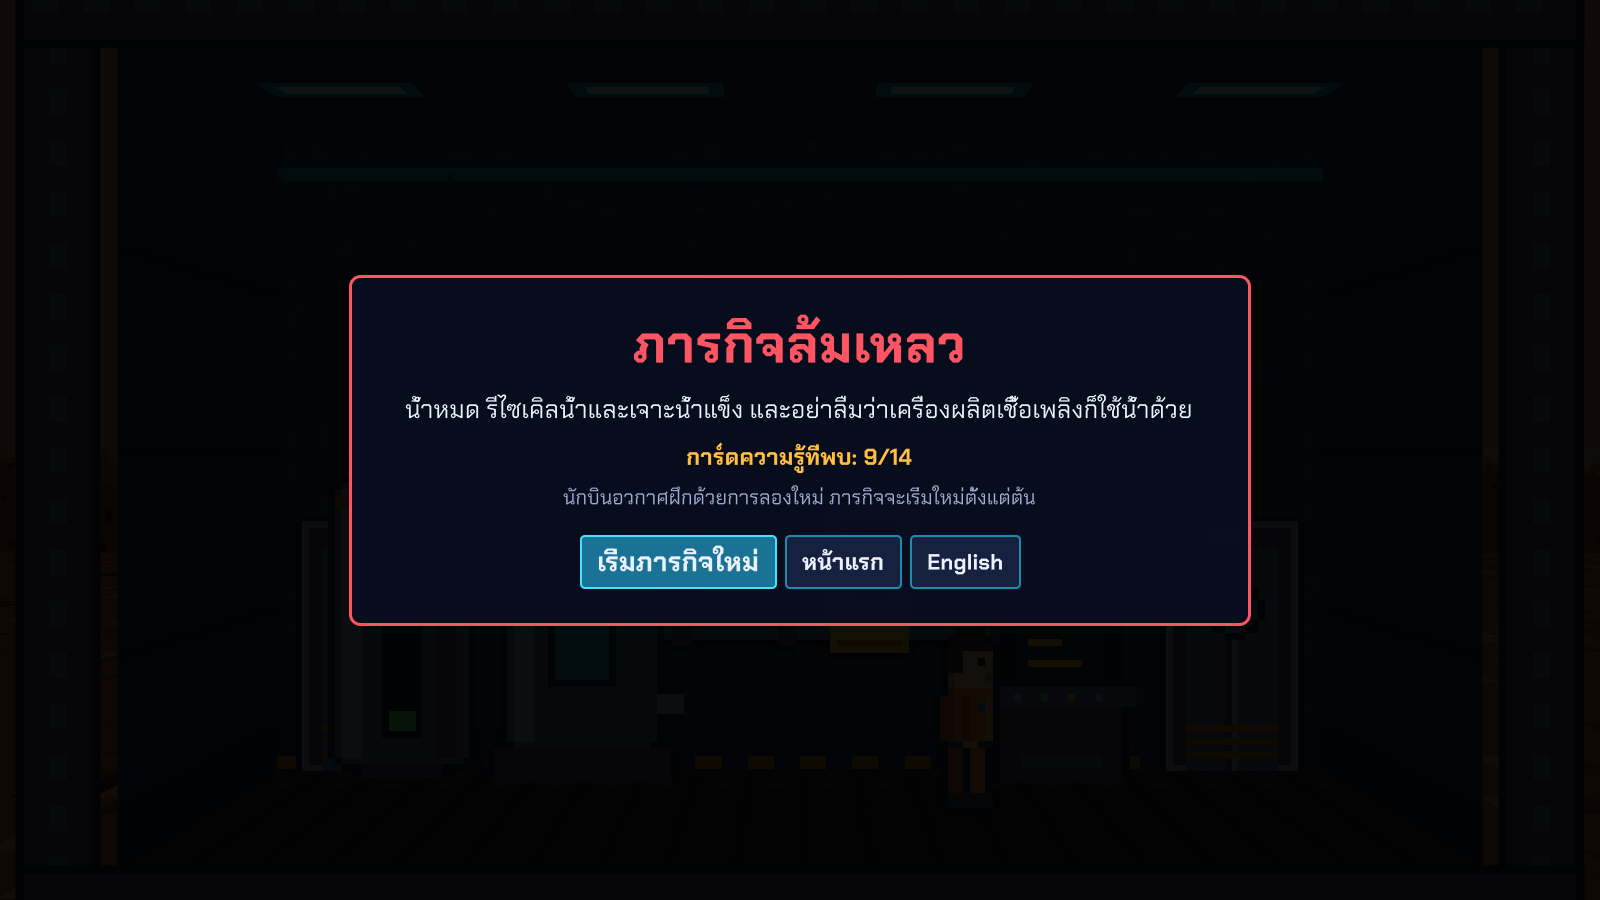 ภารกิจล้มเหลว
น้ำหมด รีไซเคิลน้ำและเจาะน้ำแข็ง และอย่าลืมว่าเครื่องผลิตเชื้อเพลิงก็ใช้น้ำด้วย
การ์ดความรู้ที่พบ: 9/14
นักบินอวกาศฝึกด้วยการลองใหม่ ภารกิจจะเริ่มใหม่ตั้งแต่ต้น
เริ่มภารกิจใหม่ หน้าแรก English